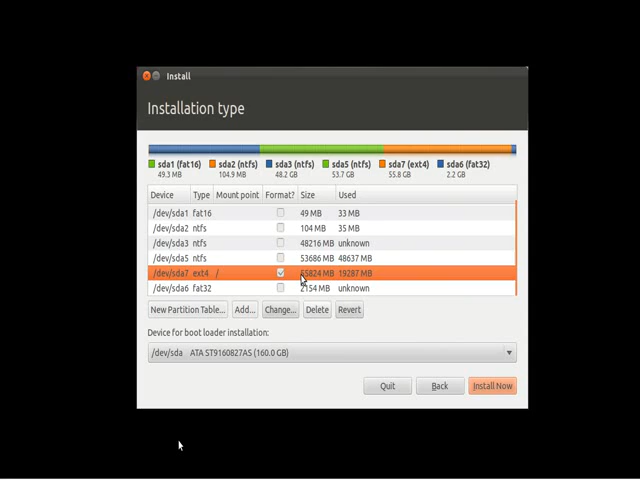 Install
Installation type
sda1 (fat16) sda2 (ntfs) sda3 (ntfs) sda5 (ntfs) sda7 (ext4) sda6 (fat32)
49.3 MB 104.9 MB 48.2 GB 53.7 GB 55.8 GB 2.2 GB
Device Type Mount point Format? Size Used
/dev/sda1 fat16 49 MB 33 MB
/dev/sda2 ntfs 104 MB 35 MB
/dev/sda3 ntfs 48216 MB unknown
/dev/sda5 ntfs 53686 MB 48637 MB
/dev/sda7 ext4 / 55824 MB 19287 MB
/dev/sda6 fat32 2154 MB unknown
New Partition Table... Add... Change... Delete Revert
Device for boot loader installation:
/dev/sda ATA ST9160827AS (160.0 GB)
Quit Back Install Now